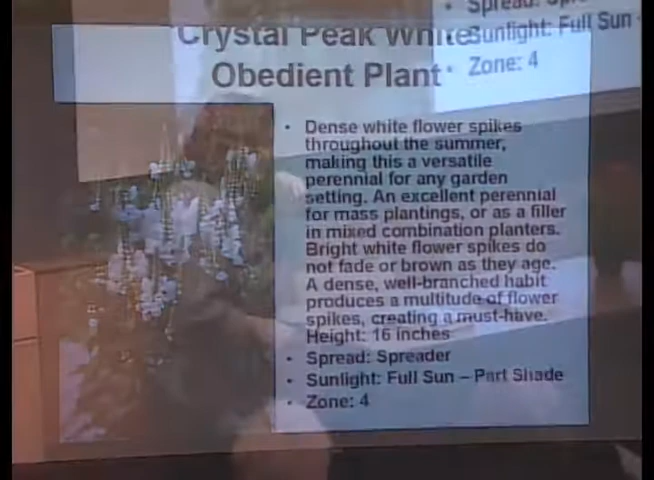 Spread:
Sunlight: Full Sun -
• Zone: 4
Crystal Peak White
Obedient Plant
• Dense white flower spikes
throughout the summer,
making this a versatile
perennial for any garden
setting. An excellent perennial
for mass plantings, or as a filler
in mixed combination planters.
Bright white flower spikes do
not fade or brown as they age.
A dense, well-branched habit
produces a multitude of flower
spikes, creating a must-have.
Height: 16 inches
• Spread: Spreader
• Sunlight: Full Sun – Part Shade
• Zone: 4